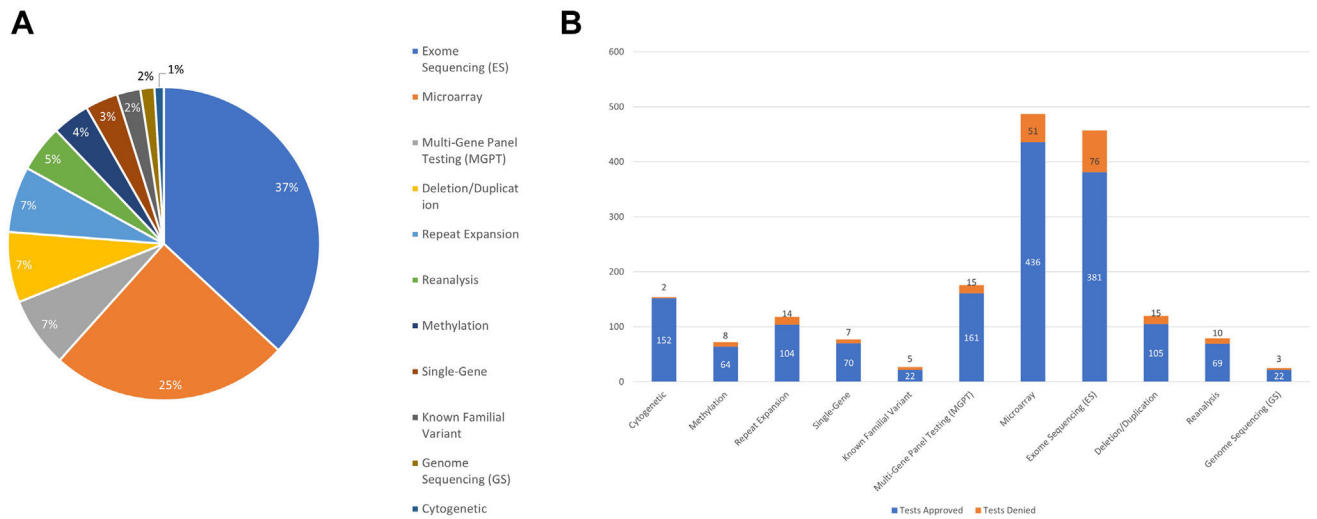 A
2%
1%
2%
3%
4%
5%
7%
7%
7%
25%
37%
Exome
Sequencing (ES)
Microarray
Multi-Gene Panel
Testing (MGPT)
Deletion/Duplicat
ion
Repeat Expansion
Reanalysis
Methylation
Single-Gene
Known Familial
Variant
Genome
Sequencing (GS)
Cytogenetic
B
600
500
400
300
200
100
0
2
152
8
64
14
104
7
70
5
22
15
161
51
436
76
381
15
105
10
69
3
22
Cytogenetic
Methylation
Repeat Expansion
Single-Gene
Known Familial Variant
Multi-Gene Panel Testing (MGPT)
Microarray
Exome Sequencing (ES)
Deletion/Duplication
Reanalysis
Genome Sequencing (GS)
Tests Approved
Tests Denied